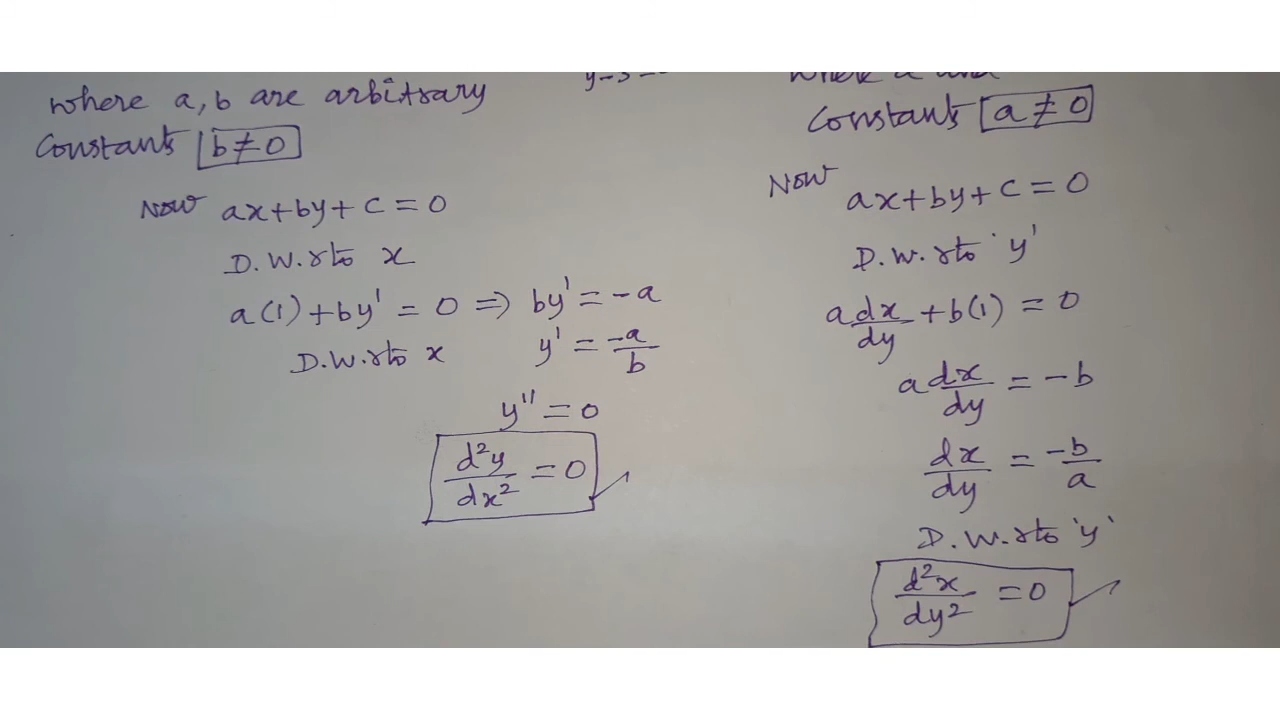 where a, b are arbitrary
Constants b≠0
Now ax+by+c=0
D.W.r to x
a(1)+by' = 0 ⇒ by' = -a
D.W.r to x y' = -a/b
y'' = 0
d²y/dx² = 0
Constants a≠0
Now ax+by+c=0
D.W.r to 'y'
a dx/dy + b(1) = 0
a dx/dy = -b
dx/dy = -b/a
D.W.r to 'y'
d²x/dy² = 0